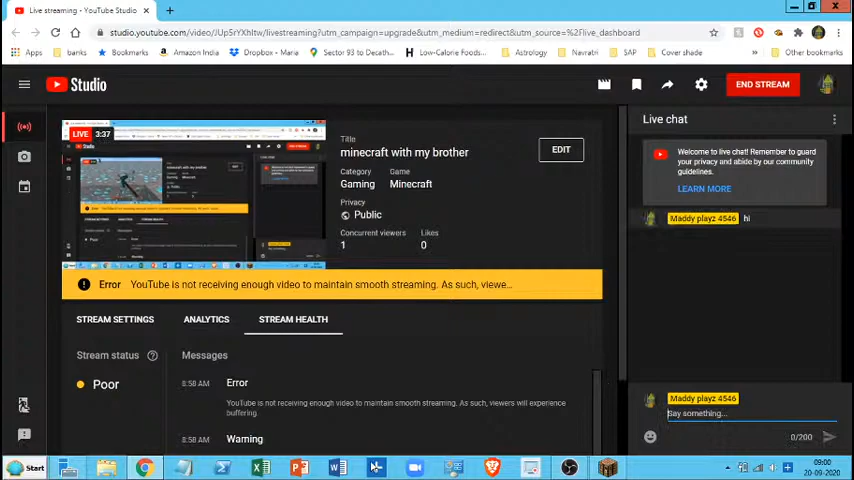 Live streaming - YouTube Studio
studio.youtube.com/video/JUp5rYXhltw/livestreaming?utm_campaign=upgrade&utm_medium=redirect&utm_source=%2Flive_dashboard
Apps banks Bookmarks Amazon India Dropbox - Maria Sector 93 to Decath... Low-Calorie Foods... Astrology Navratri SAP Cover shade Other bookmarks
Studio
END STREAM
LIVE 3:37
Title
minecraft with my brother
EDIT
Category Game
Gaming Minecraft
Privacy
Public
Concurrent viewers Likes
1 0
Error YouTube is not receiving enough video to maintain smooth streaming. As such, viewe...
STREAM SETTINGS ANALYTICS STREAM HEALTH
Stream status
Poor
Messages
8:58 AM Error
YouTube is not receiving enough video to maintain smooth streaming. As such, viewers will experience
buffering.
8:58 AM Warning
Live chat
Welcome to live chat! Remember to guard
your privacy and abide by our community
guidelines.
LEARN MORE
Maddy playz 4546 hi
Maddy playz 4546
Say something...
0/200
Start
09:00
20-09-2020